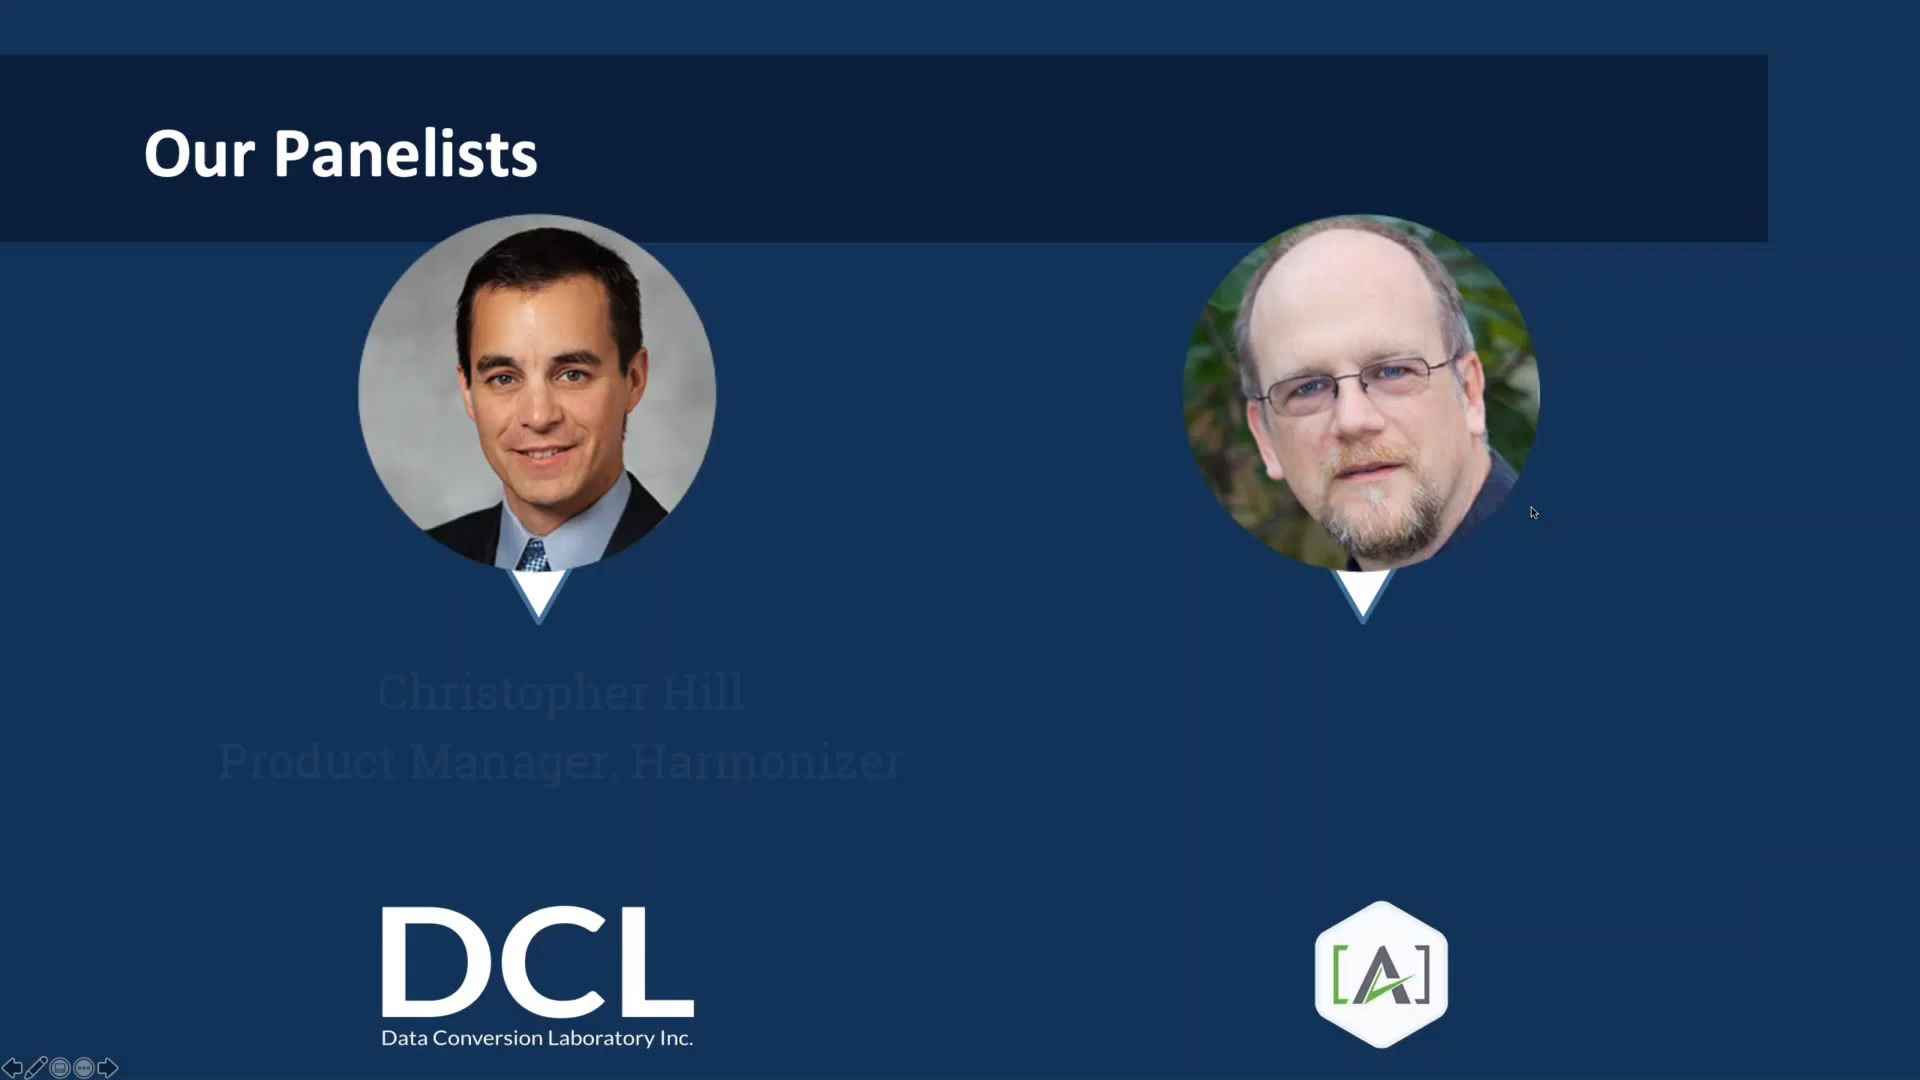 Our Panelists
Christopher Hill
Product Manager, Harmonizer
DCL
Data Conversion Laboratory Inc.
[A]